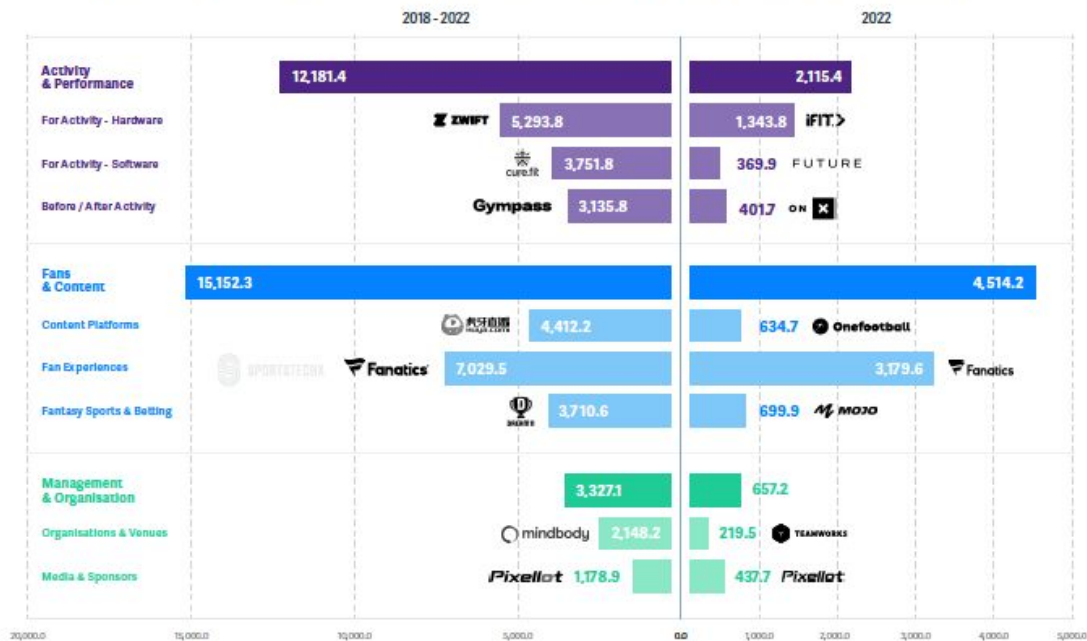 2018 - 2022
2022
Activity
& Performance
12,181.4
2,115.4
For Activity - Hardware
ZWIFT
5,293.8
1,343.8
iFIT
For Activity - Software
cure.fit
3,751.8
369.9
FUTURE
Before / After Activity
Gympass
3,135.8
401.7
ON
X
Fans
& Content
15,152.3
4,514.2
Content Platforms
虎牙直播
4,412.2
634.7
Onefootball
Fan Experiences
SPORTSTECHX
Fanatics
7,029.5
3,179.6
Fanatics
Fantasy Sports & Betting
3,710.6
699.9
MOJO
Management
& Organisation
3,327.1
657.2
Organisations & Venues
mindbody
2,148.2
219.5
TEAMWORKS
Media & Sponsors
Pixellot
1,178.9
437.7
Pixellot
20,000.0
15,000.0
10,000.0
5,000.0
0.0
1,000.0
2,000.0
3,000.0
4,000.0
5,000.0